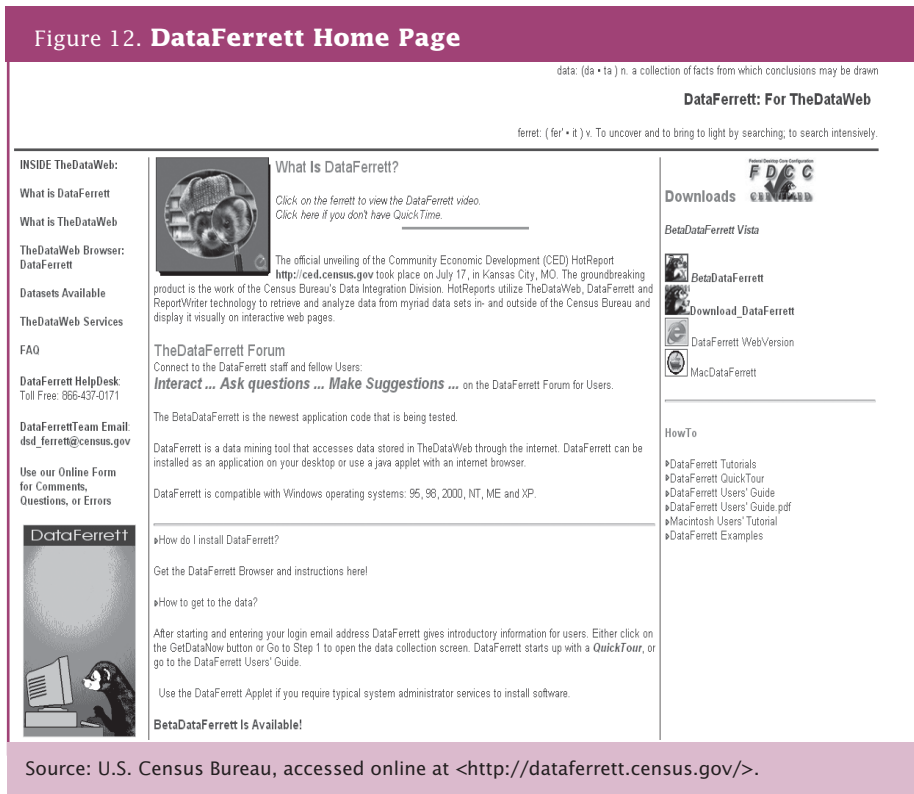 Figure 12. DataFerrett Home Page
data: (da • ta ) n. a collection of facts from which conclusions may be drawn
DataFerrett: For TheDataWeb
ferret: ( fer' • it ) v. To uncover and to bring to light by searching; to search intensively.
INSIDE TheDataWeb:
What is DataFerrett
What is TheDataWeb
TheDataWeb Browser:
DataFerrett
Datasets Available
TheDataWeb Services
FAQ
DataFerrett HelpDesk:
Toll Free: 866-437-0171
DataFerrettTeam Email:
dsd_ferrett@census.gov
Use our Online Form
for Comments,
Questions, or Errors
DataFerrett
What Is DataFerrett?
Click on the ferrett to view the DataFerrett video.
Click here if you don't have QuickTime.
The official unveiling of the Community Economic Development (CED) HotReport
http://ced.census.gov took place on July 17, in Kansas City, MO. The groundbreaking
product is the work of the Census Bureau's Data Integration Division. HotReports utilize TheDataWeb, DataFerrett and
ReportWriter technology to retrieve and analyze data from myriad data sets in- and outside of the Census Bureau and
display it visually on interactive web pages.
TheDataFerrett Forum
Connect to the DataFerrett staff and fellow Users:
Interact ... Ask questions ... Make Suggestions ... on the DataFerrett Forum for Users.
The BetaDataFerrett is the newest application code that is being tested.
DataFerrett is a data mining tool that accesses data stored in TheDataWeb through the internet. DataFerrett can be
installed as an application on your desktop or use a java applet with an internet browser.
DataFerrett is compatible with Windows operating systems: 95, 98, 2000, NT, ME and XP.
How do I install DataFerrett?
Get the DataFerrett Browser and instructions here!
How to get to the data?
After starting and entering your login email address DataFerrett gives introductory information for users. Either click on
the GetDataNow button or Go to Step 1 to open the data collection screen. DataFerrett starts up with a QuickTour, or
go to the DataFerrett Users' Guide.
Use the DataFerrett Applet if you require typical system administrator services to install software.
BetaDataFerrett Is Available!
Federal Desktop Core Configuration
F D C C
CERTIFIED
Downloads
BetaDataFerrett Vista
BetaDataFerrett
Download_DataFerrett
DataFerrett WebVersion
MacDataFerrett
HowTo
DataFerrett Tutorials
DataFerrett QuickTour
DataFerrett Users' Guide
DataFerrett Users' Guide.pdf
Macintosh Users' Tutorial
DataFerrett Examples
Source: U.S. Census Bureau, accessed online at <http://dataferrett.census.gov/>.